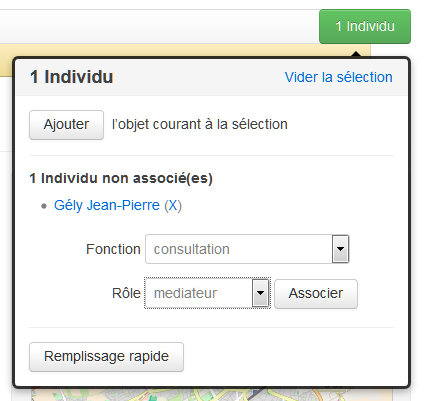 1 Individu
1 Individu
Vider la sélection
Ajouter l'objet courant à la sélection
1 Individu non associé(es)
Gély Jean-Pierre (X)
Fonction consultation
Rôle mediateur Associer
Remplissage rapide